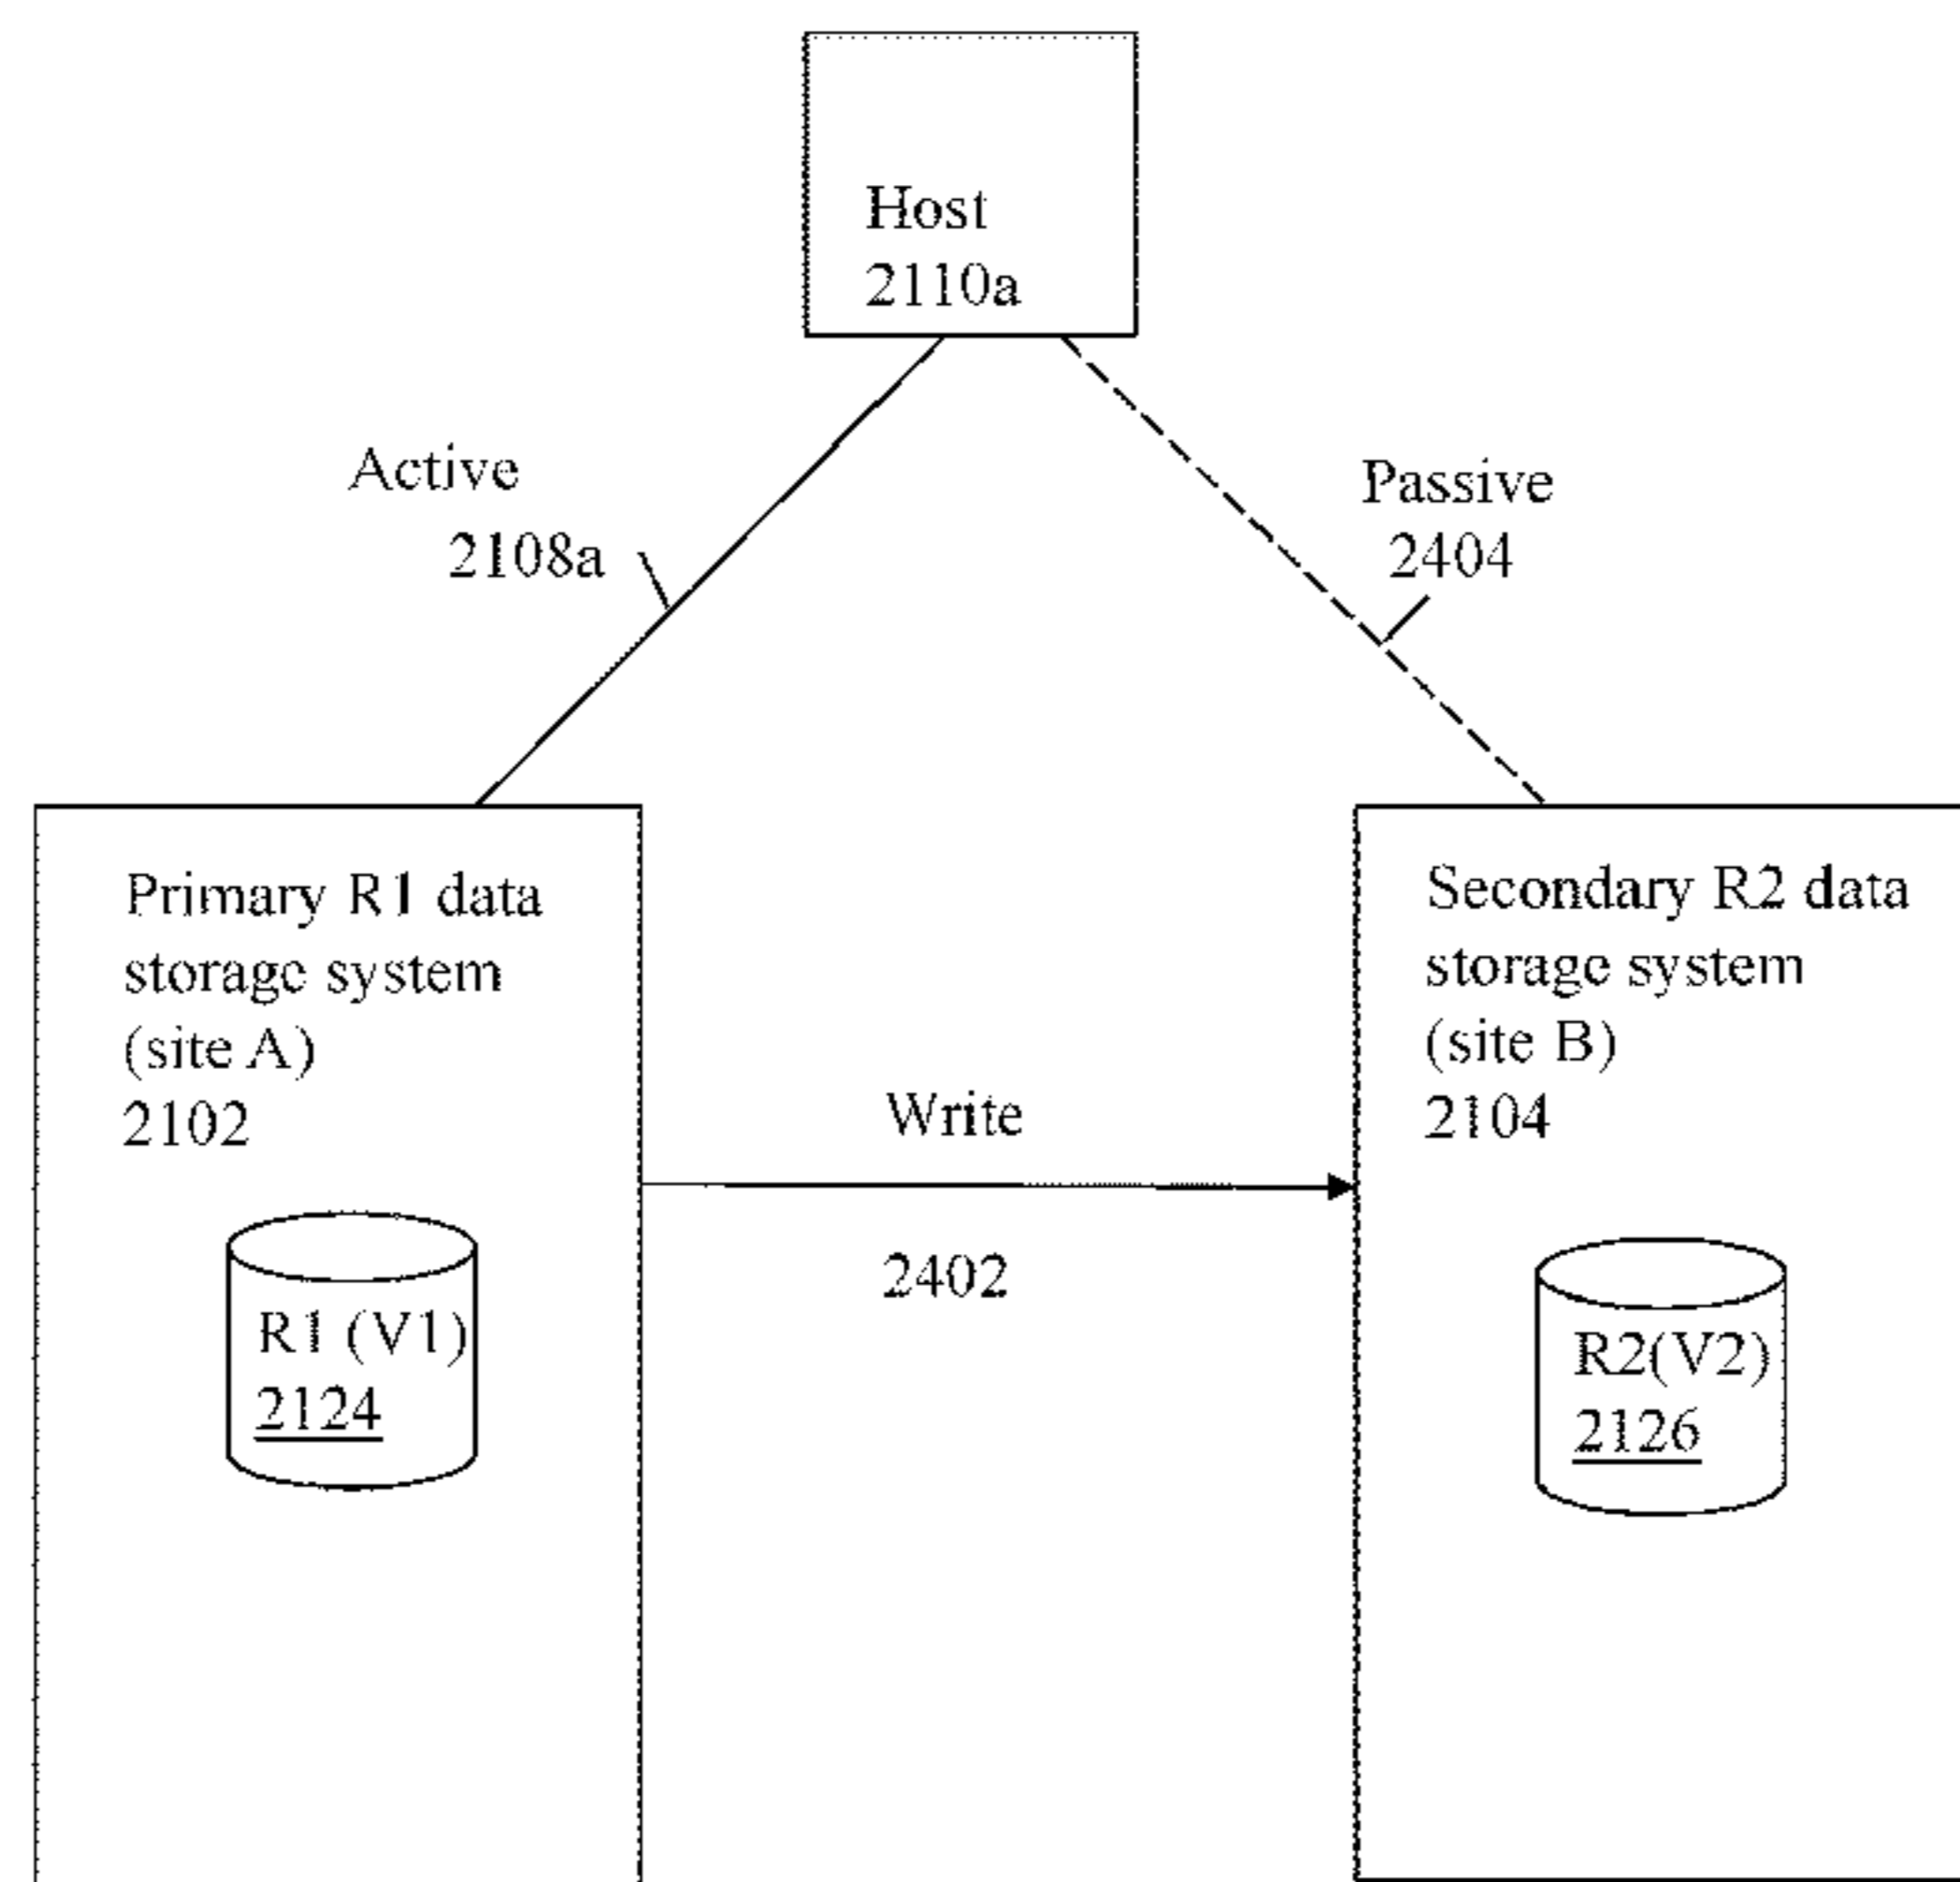 Host
2110a
Active
2108a
Passive
2404
Primary R1 data
storage system
(site A)
2102
Secondary R2 data
storage system
(site B)
2104
Write
2402
R1 (V1)
2124
R2(V2)
2126